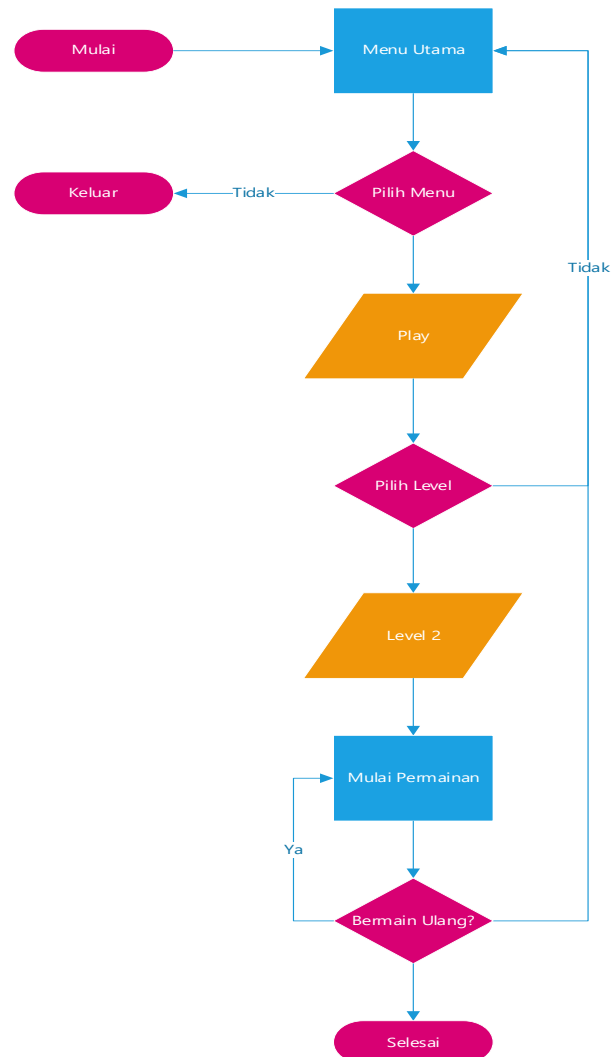 Mulai
Menu Utama
Keluar
Tidak
Pilih Menu
Tidak
Play
Pilih Level
Level 2
Mulai Permainan
Ya
Bermain Ulang?
Selesai